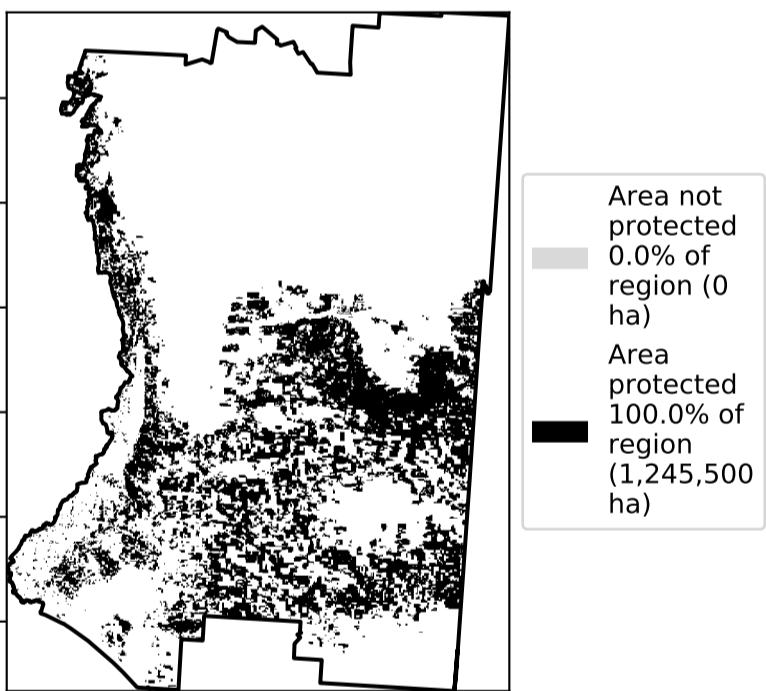 Area not
protected
0.0% of
region (0
ha)
Area
protected
100.0% of
region
(1,245,500
ha)